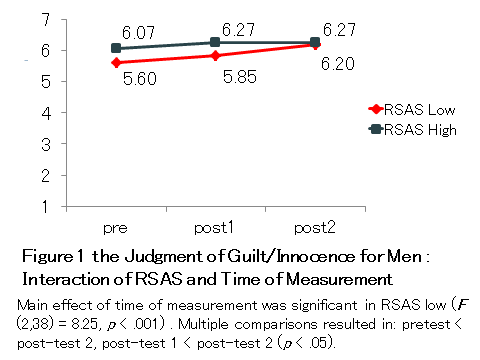 7
6.07 6.27 6.27
6
5
5.60 5.85 6.20
4
RSAS Low
3
RSAS High
2
1
pre post1 post2
Figure 1 the Judgment of Guilt/Innocence for Men :
Interaction of RSAS and Time of Measurement
Main effect of time of measurement was significant in RSAS low (F
(2,38) = 8.25, p < .001) . Multiple comparisons resulted in: pretest <
post-test 2, post-test 1 < post-test 2 (p < .05).